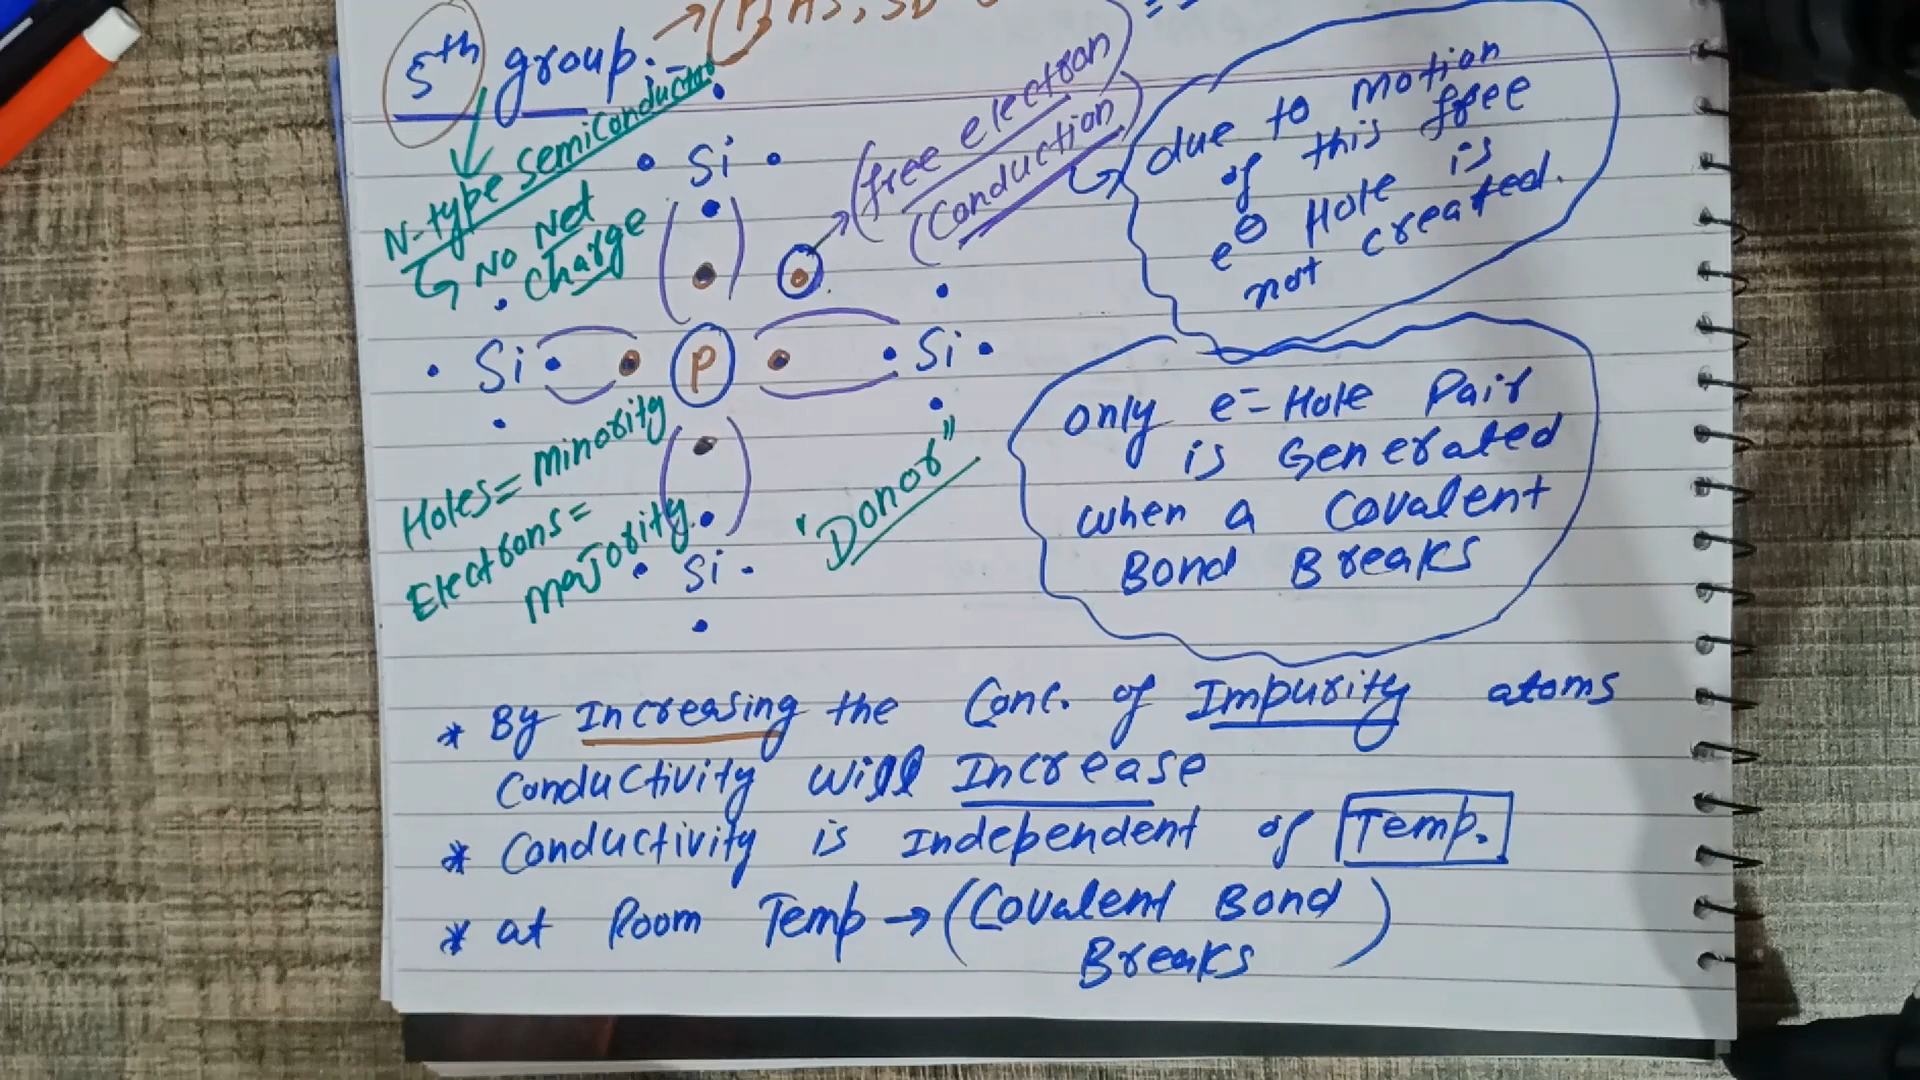 5th group. → (P, As, Sb
N-type semiconductor
No Net
charge
Si
(free electron)
(Conduction)
due to motion
of this free
e⊖ Hole is
not created.
Si P Si
Holes = minority
Electrons =
majority.
Si
"Donor"
only e⁻ Hole Pair
is Generated
when a Covalent
Bond Breaks
* By Increasing the Conc. of Impurity atoms
Conductivity will Increase
* Conductivity is Independent of Temp.
* at Room Temp → (Covalent Bond
Breaks)